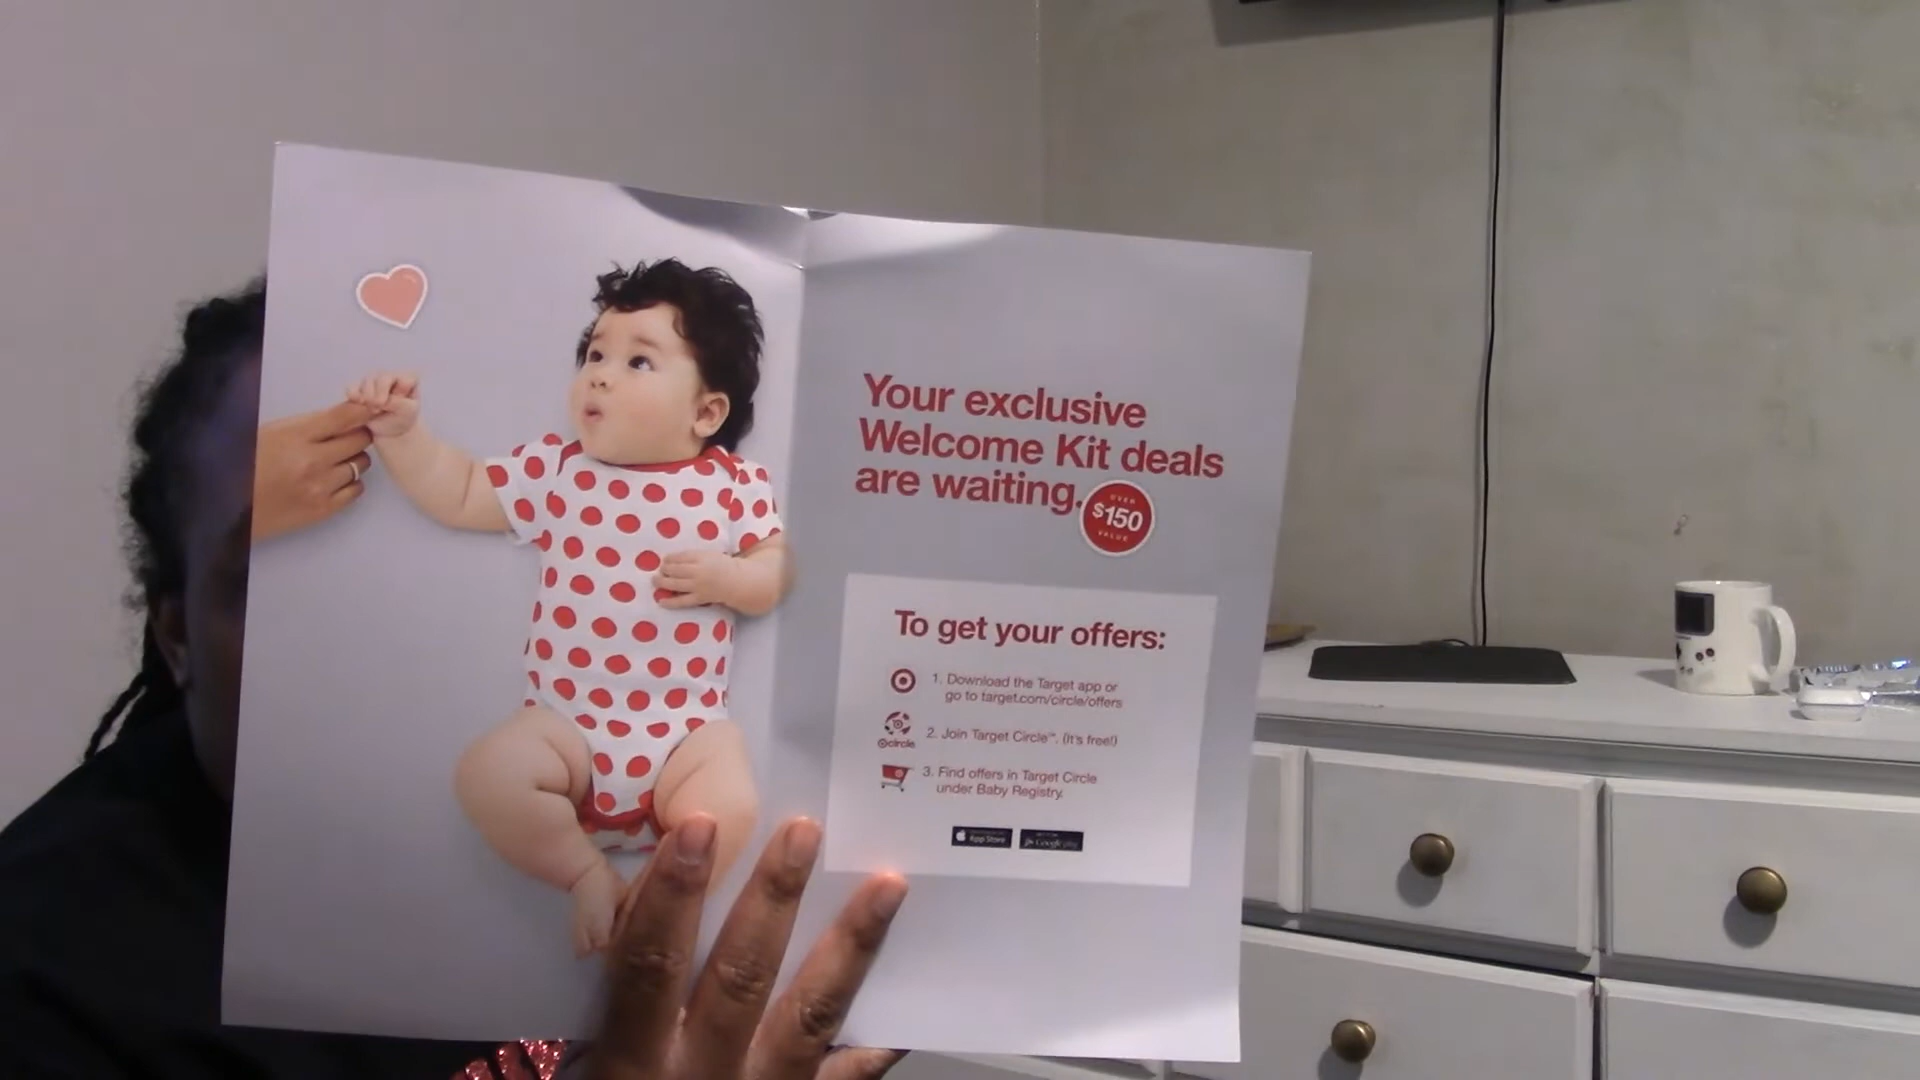 Your exclusive
Welcome Kit deals
are waiting.
OVER
$150
VALUE
To get your offers:
1. Download the Target app or
go to target.com/circle/offers
circle
2. Join Target Circle™. (It's free!)
3. Find offers in Target Circle
under Baby Registry.
App Store
Google play